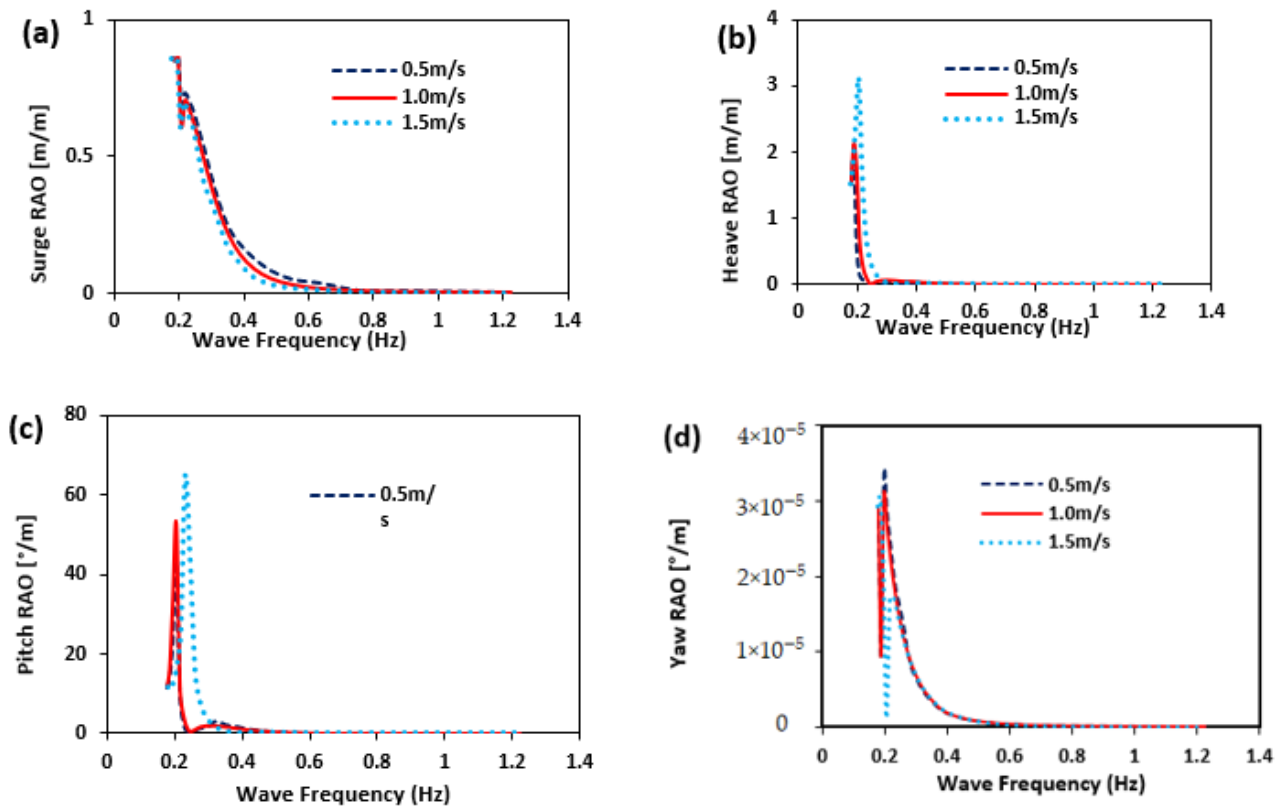 (a)
Surge RAO [m/m]
1
0.5
0
0.5m/s
1.0m/s
1.5m/s
0 0.2 0.4 0.6 0.8 1 1.2 1.4
Wave Frequency (Hz)
(b)
Heave RAO [m/m]
4
3
2
1
0
0.5m/s
1.0m/s
1.5m/s
0 0.2 0.4 0.6 0.8 1 1.2 1.4
Wave Frequency (Hz)
(c)
Pitch RAO [°/m]
80
60
40
20
0
0.5m/
s
0 0.2 0.4 0.6 0.8 1 1.2 1.4
Wave Frequency (Hz)
(d)
Yaw RAO [°/m]
4×10⁻⁵
3×10⁻⁵
2×10⁻⁵
1×10⁻⁵
0
0.5m/s
1.0m/s
1.5m/s
0 0.2 0.4 0.6 0.8 1 1.2 1.4
Wave Frequency (Hz)